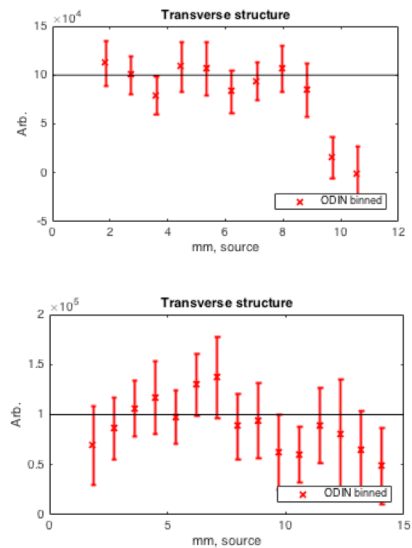 Transverse structure
×10⁴
15
10
5
0
-5
Arb.
0 2 4 6 8 10 12
mm, source
ODIN binned
Transverse structure
×10⁵
2
1.5
1
0.5
0
Arb.
0 5 10 15
mm, source
ODIN binned